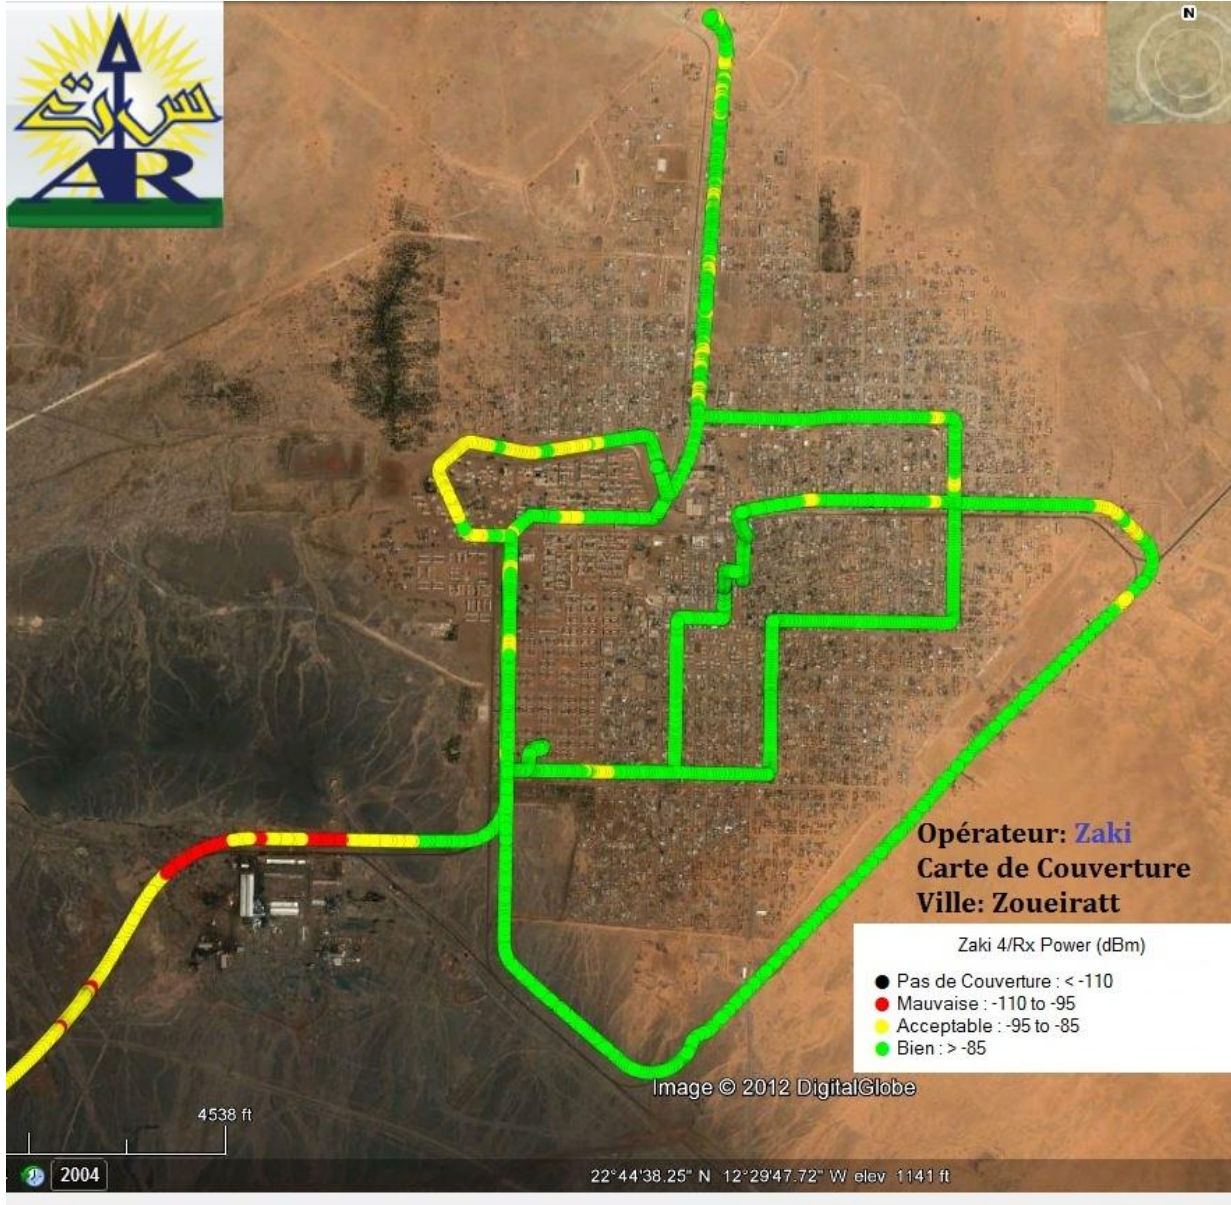 س ت
AR
N
Opérateur: Zaki
Carte de Couverture
Ville: Zoueiratt
Zaki 4/Rx Power (dBm)
Pas de Couverture : < -110
Mauvaise : -110 to -95
Acceptable : -95 to -85
Bien : > -85
Image © 2012 DigitalGlobe
4538 ft
2004
22°44'38.25" N 12°29'47.72" W elev 1141 ft